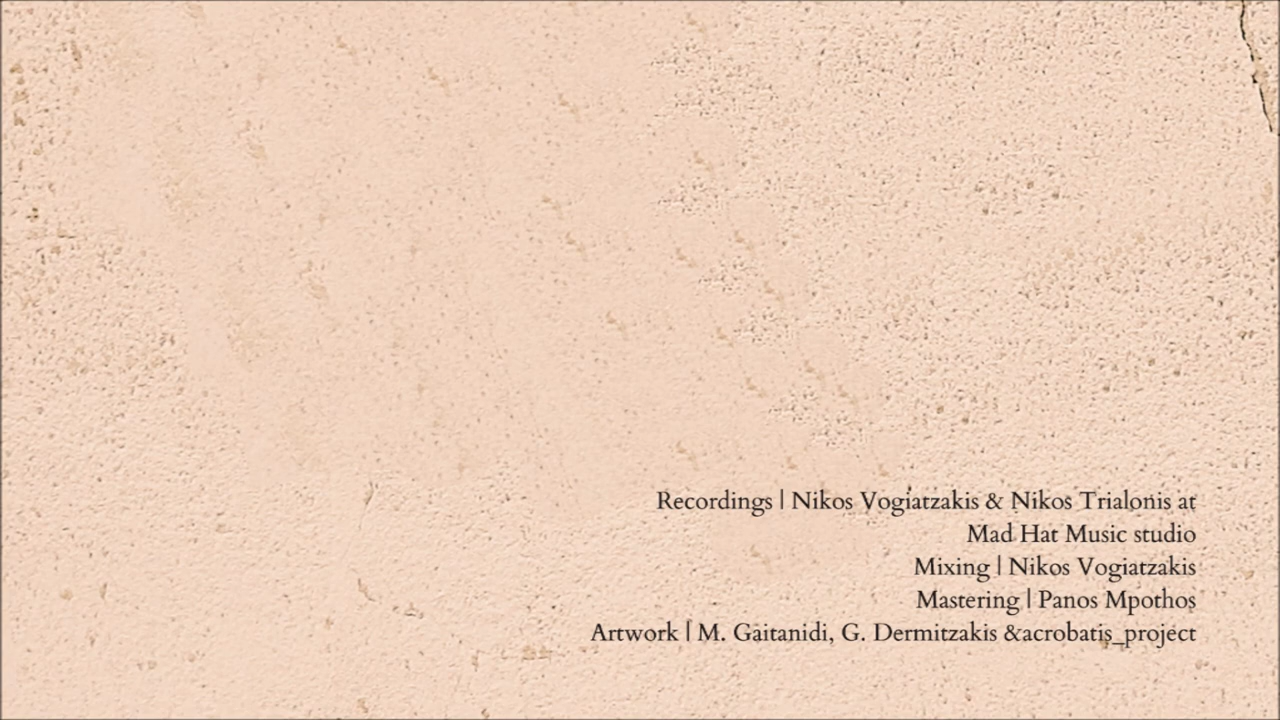 Recordings | Nikos Vogiatzakis & Nikos Trialonis at
Mad Hat Music studio
Mixing | Nikos Vogiatzakis
Mastering | Panos Mpothos
Artwork | M. Gaitanidi, G. Dermitzakis &acrobatis_project